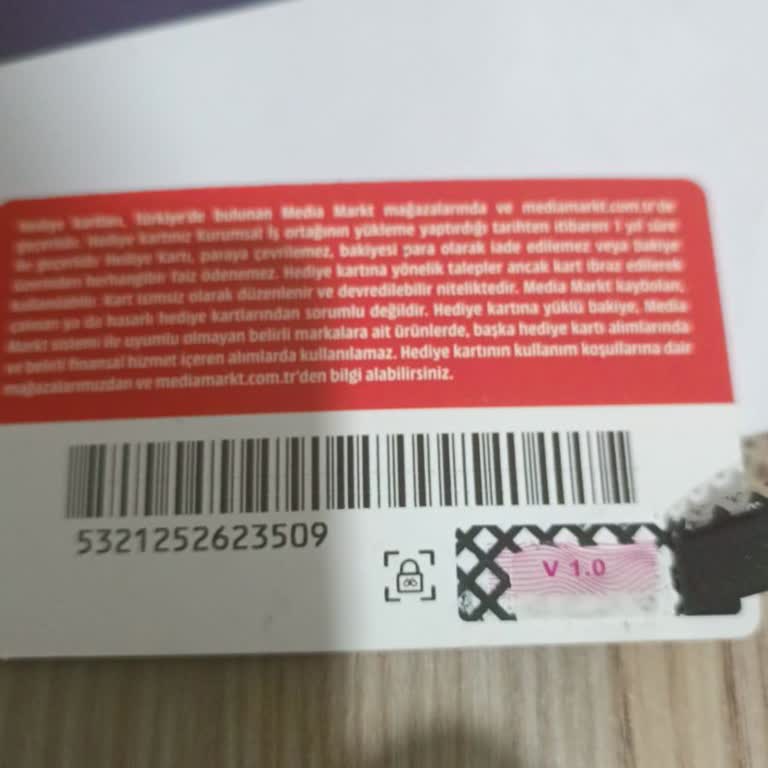 Hediye kartları, Türkiye'de bulunan Media Markt mağazalarında ve mediamarkt.com.tr'de
geçerlidir. Hediye kartınız Kurumsal iş ortağının yükleme yaptırdığı tarihten itibaren 1 yıl süre
ile geçerlidir. Hediye Kartı, paraya çevrilemez, bakiyesi para olarak iade edilemez veya bakiye
üzerinden herhangi bir faiz ödenemez. Hediye kartına yönelik talepler ancak kart ibraz edilerek
kullanılabilir. Kart isimsiz olarak düzenlenir ve devredilebilir niteliktedir. Media Markt kaybolan,
çalınan ya da hasarlı hediye kartlarından sorumlu değildir. Hediye kartına yüklü bakiye, Media
Markt sistemi ile uyumlu olmayan belirli markalara ait ürünlerde, başka hediye kartı alımlarında
ve belirli finansal hizmet içeren alımlarda kullanılamaz. Hediye kartının kullanım koşullarına dair
mağazalarımızdan ve mediamarkt.com.tr'den bilgi alabilirsiniz.
5321252623509
V 1.0